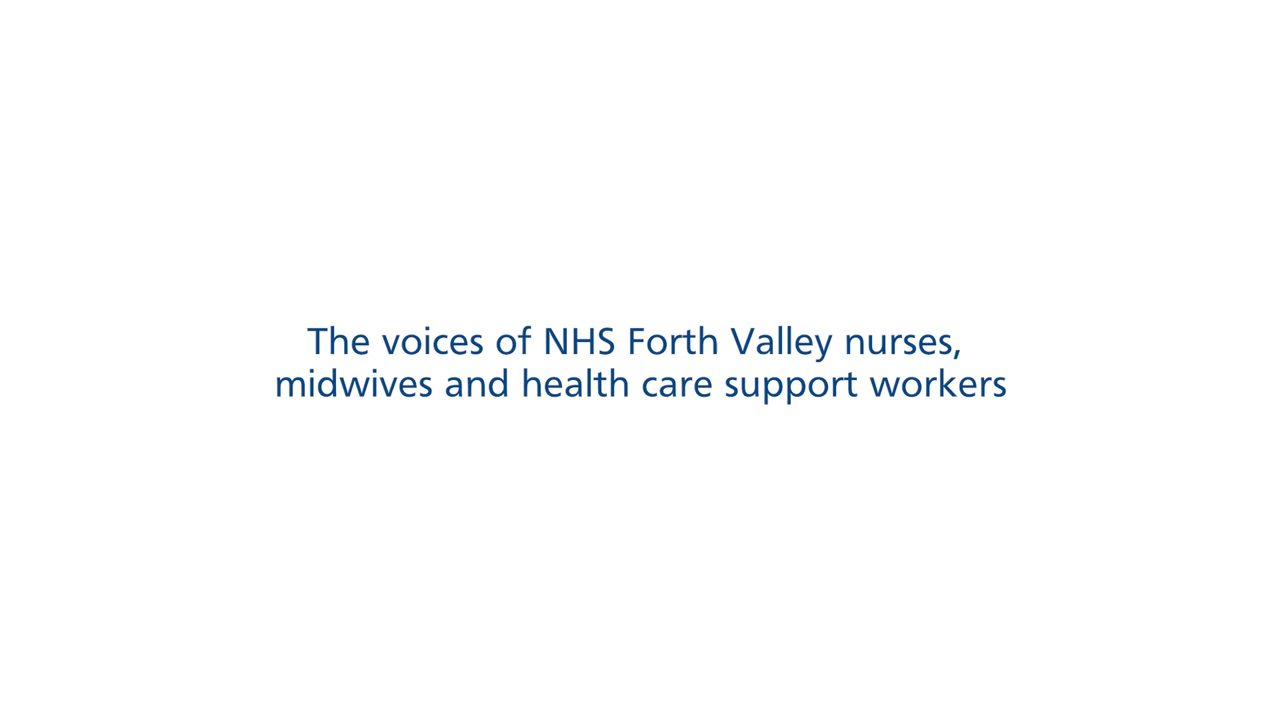 The voices of NHS Forth Valley nurses,
midwives and health care support workers